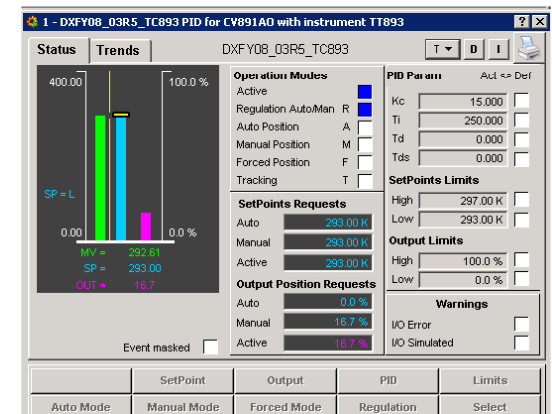 1 - DXFY08_03R5_TC893 PID for CV891AO with instrument TT893
Status Trends DXFY08_03R5_TC893 T D I
400.00 100.0 %
SP = L
0.00 0.0 %
MV = 292.61
SP = 293.00
OUT = 16.7
Event masked
Operation Modes
Active
Regulation Auto/Man R
Auto Position A
Manual Position M
Forced Position F
Tracking T
SetPoints Requests
Auto 293.00 K
Manual 293.00 K
Active 293.00 K
Output Position Requests
Auto 0.0 %
Manual 16.7 %
Active 16.7 %
PID Param Act <> Def
Kc 15.000
Ti 250.000
Td 0.000
Tds 0.000
SetPoints Limits
High 297.00 K
Low 293.00 K
Output Limits
High 100.0 %
Low 0.0 %
Warnings
I/O Error
I/O Simulated
SetPoint Output PID Limits
Auto Mode Manual Mode Forced Mode Regulation Select